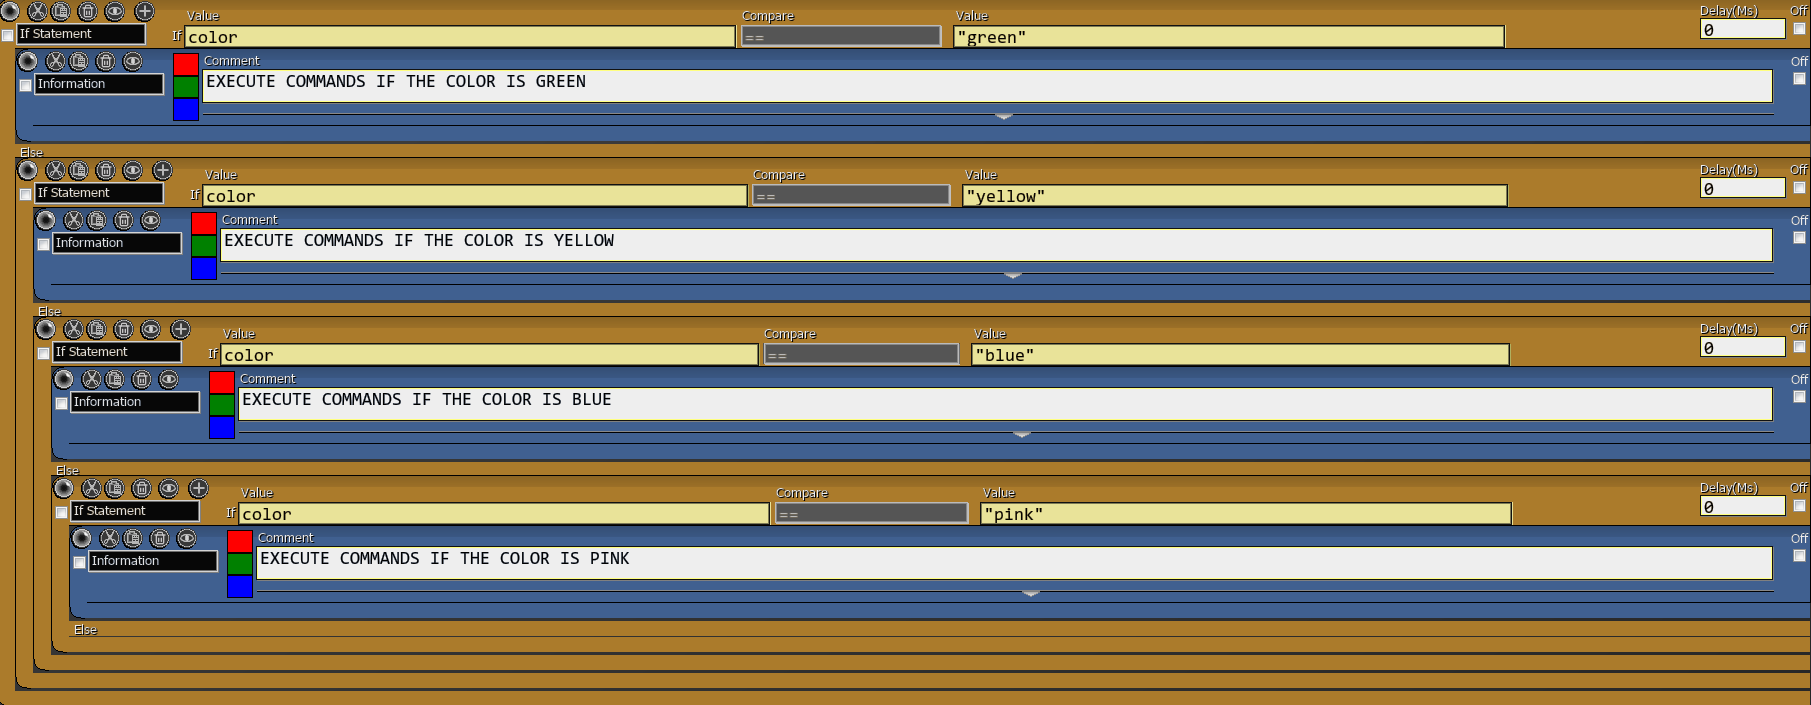 Value Compare Value Delay(Ms) Off
If Statement If color == "green" 0
Comment Off
Information EXECUTE COMMANDS IF THE COLOR IS GREEN
Else
Value Compare Value Delay(Ms) Off
If Statement If color == "yellow" 0
Comment Off
Information EXECUTE COMMANDS IF THE COLOR IS YELLOW
Else
Value Compare Value Delay(Ms) Off
If Statement If color == "blue" 0
Comment Off
Information EXECUTE COMMANDS IF THE COLOR IS BLUE
Else
Value Compare Value Delay(Ms) Off
If Statement If color == "pink" 0
Comment Off
Information EXECUTE COMMANDS IF THE COLOR IS PINK
Else